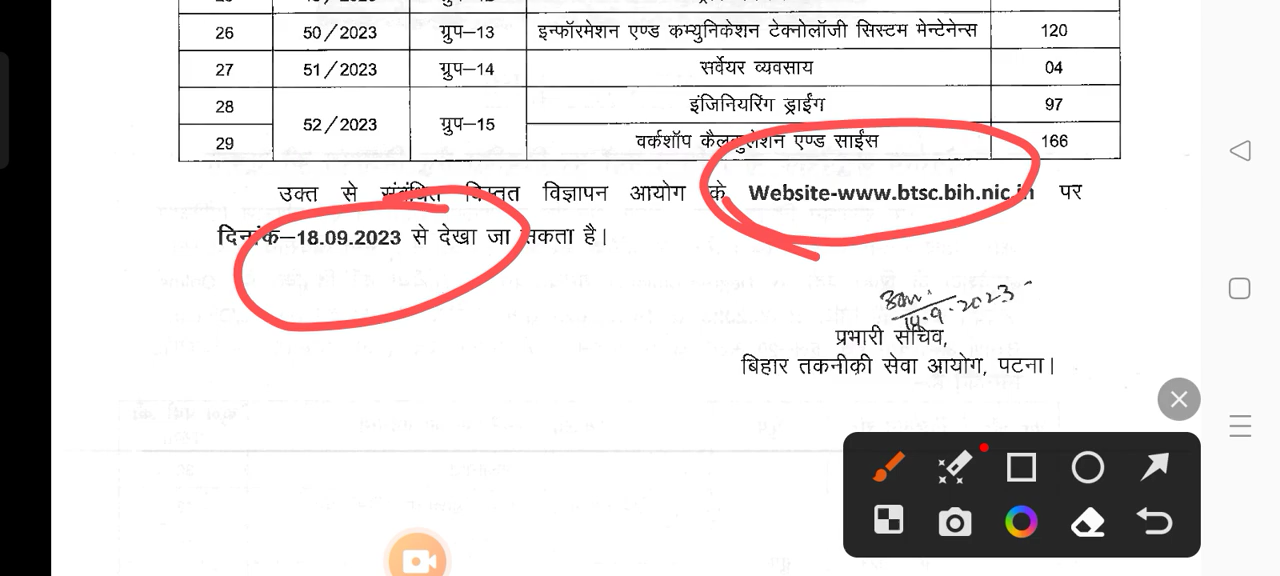 26 50/2023 ग्रुप–13 इन्फॉरमेशन एण्ड कम्युनिकेशन टेक्नोलॉजी सिस्टम मेन्टेनेन्स 120
27 51/2023 ग्रुप–14 सर्वेयर व्यवसाय 04
28 इंजिनियरिंग ड्राईंग 97
52/2023 ग्रुप–15
29 वर्कशॉप कैलकुलेशन एण्ड साईंस 166
उक्त से संबंधित विस्तृत विज्ञापन आयोग के Website-www.btsc.bih.nic.in पर
दिनांक–18.09.2023 से देखा जा सकता है।
18.9.2023
प्रभारी सचिव,
बिहार तकनीकी सेवा आयोग, पटना।